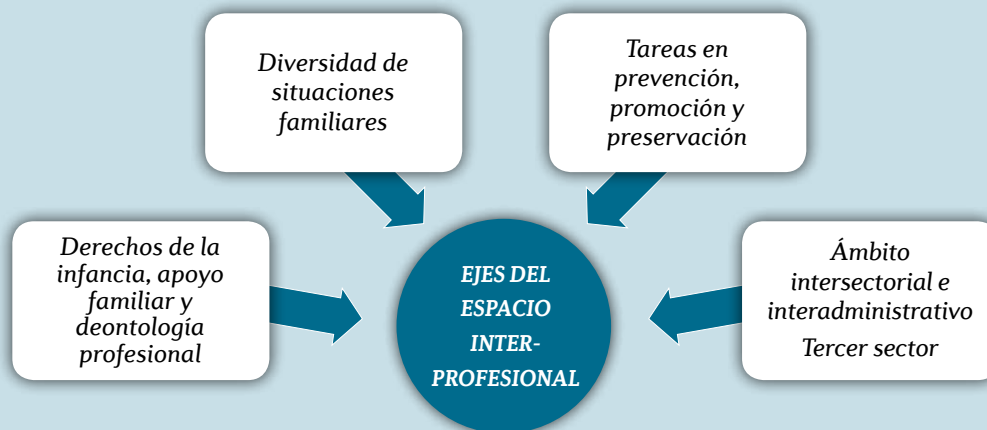 Diversidad de
situaciones
familiares
Tareas en
prevención,
promoción y
preservación
Derechos de la
infancia, apoyo
familiar y
deontología
profesional
EJES DEL
ESPACIO
INTER-
PROFESIONAL
Ámbito
intersectorial e
interadministrativo
Tercer sector